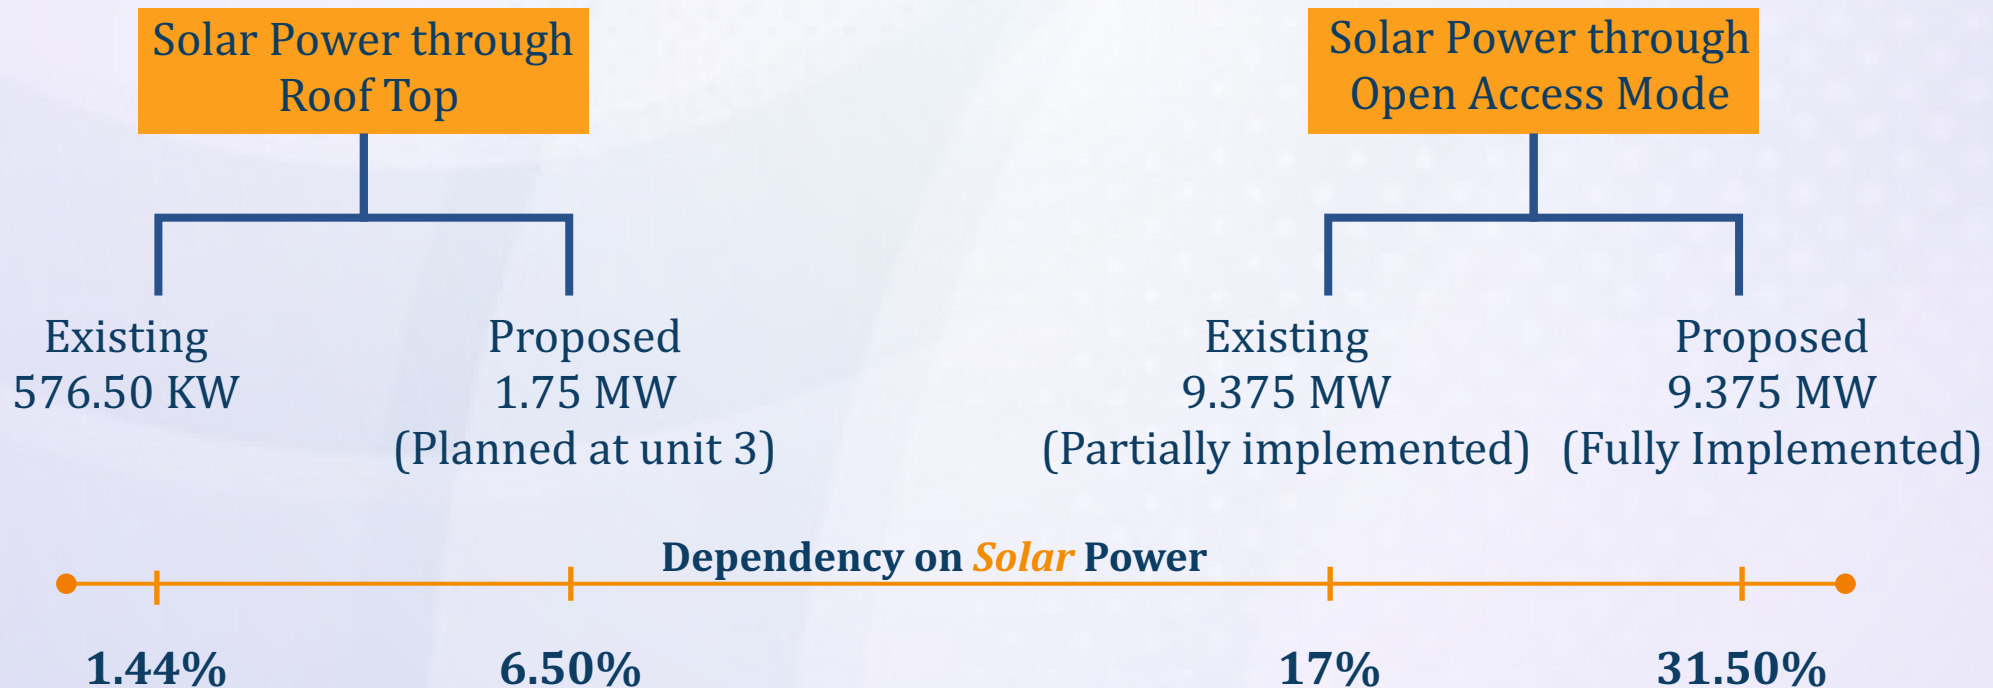 Solar Power through
Roof Top
Solar Power through
Open Access Mode
Existing
576.50 KW
Proposed
1.75 MW
(Planned at unit 3)
Existing
9.375 MW
(Partially implemented)
Proposed
9.375 MW
(Fully Implemented)
Dependency on Solar Power
1.44%
6.50%
17%
31.50%